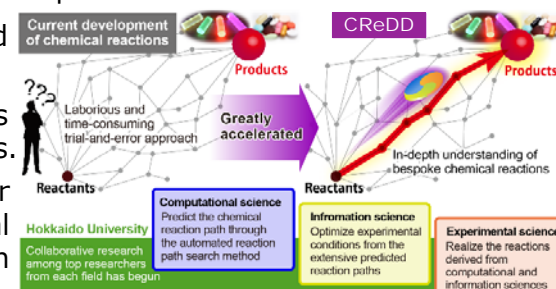 d
s
s.
r
l
n
Current development
of chemical reactions
Products
???
Laborious and
time-consuming
trial-and-error approach
Reactants
Greatly
accelerated
CReDD
Products
In-depth understanding of
bespoke chemical reactions
Reactants
Hokkaido University
Collaborative research
among top researchers
from each field has begun
Computational science
Predict the chemical
reaction path through
the automated reaction
path search method
Infromation science
Optimize experimental
conditions from the
extensive predicted
reaction paths
Experimental science
Realize the reactions
derived from
computational and
information sciences